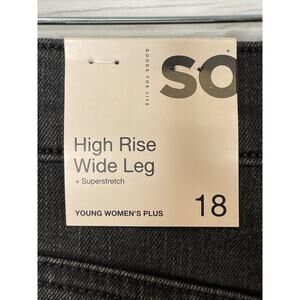 SO
GOODS FOR LIFE
High Rise
Wide Leg
+ Superstretch
YOUNG WOMEN'S PLUS
18